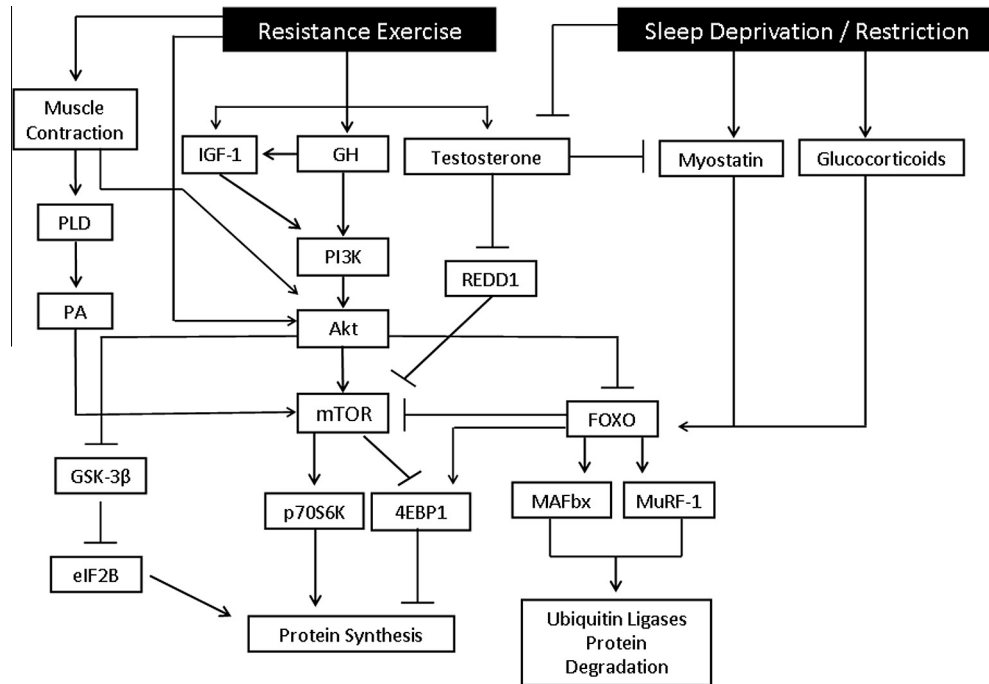 Resistance Exercise
Sleep Deprivation / Restriction
Muscle
Contraction
IGF-1
GH
Testosterone
Myostatin
Glucocorticoids
PLD
PI3K
REDD1
PA
Akt
mTOR
FOXO
GSK-3β
p70S6K
4EBP1
MAFbx
MuRF-1
eIF2B
Protein Synthesis
Ubiquitin Ligases
Protein
Degradation